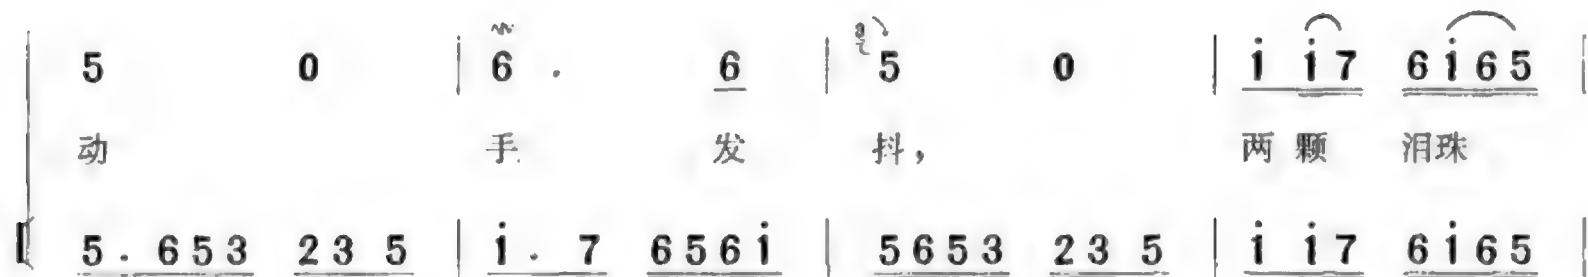 5 0 | 6 . 6 | 5 0 | i i7 6i65 |
动 手 发 抖， 两 颗 泪珠
5 . 653 23 5 | i . 7 656i | 5653 23 5 | i i7 6i65 |